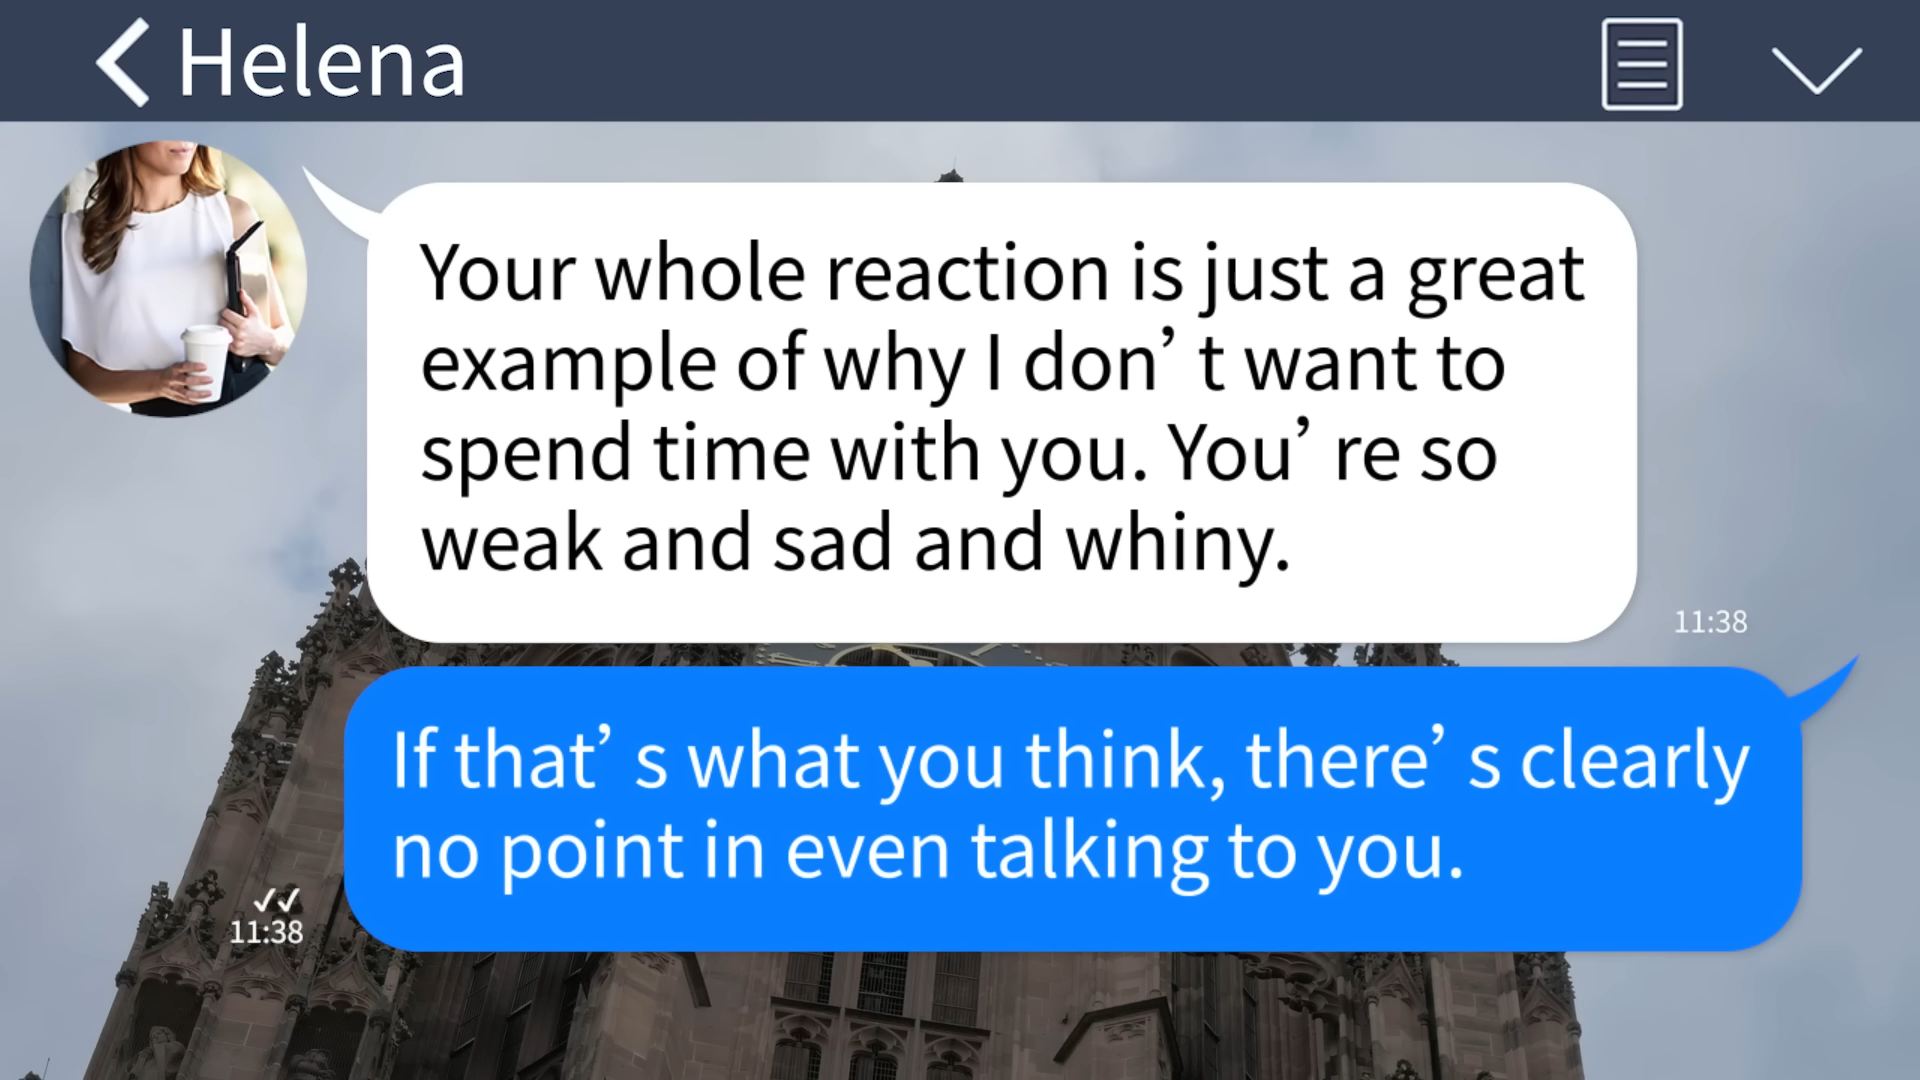 Helena
Your whole reaction is just a great
example of why I don’t want to
spend time with you. You’re so
weak and sad and whiny.
11:38
If that’s what you think, there’s clearly
no point in even talking to you.
11:38